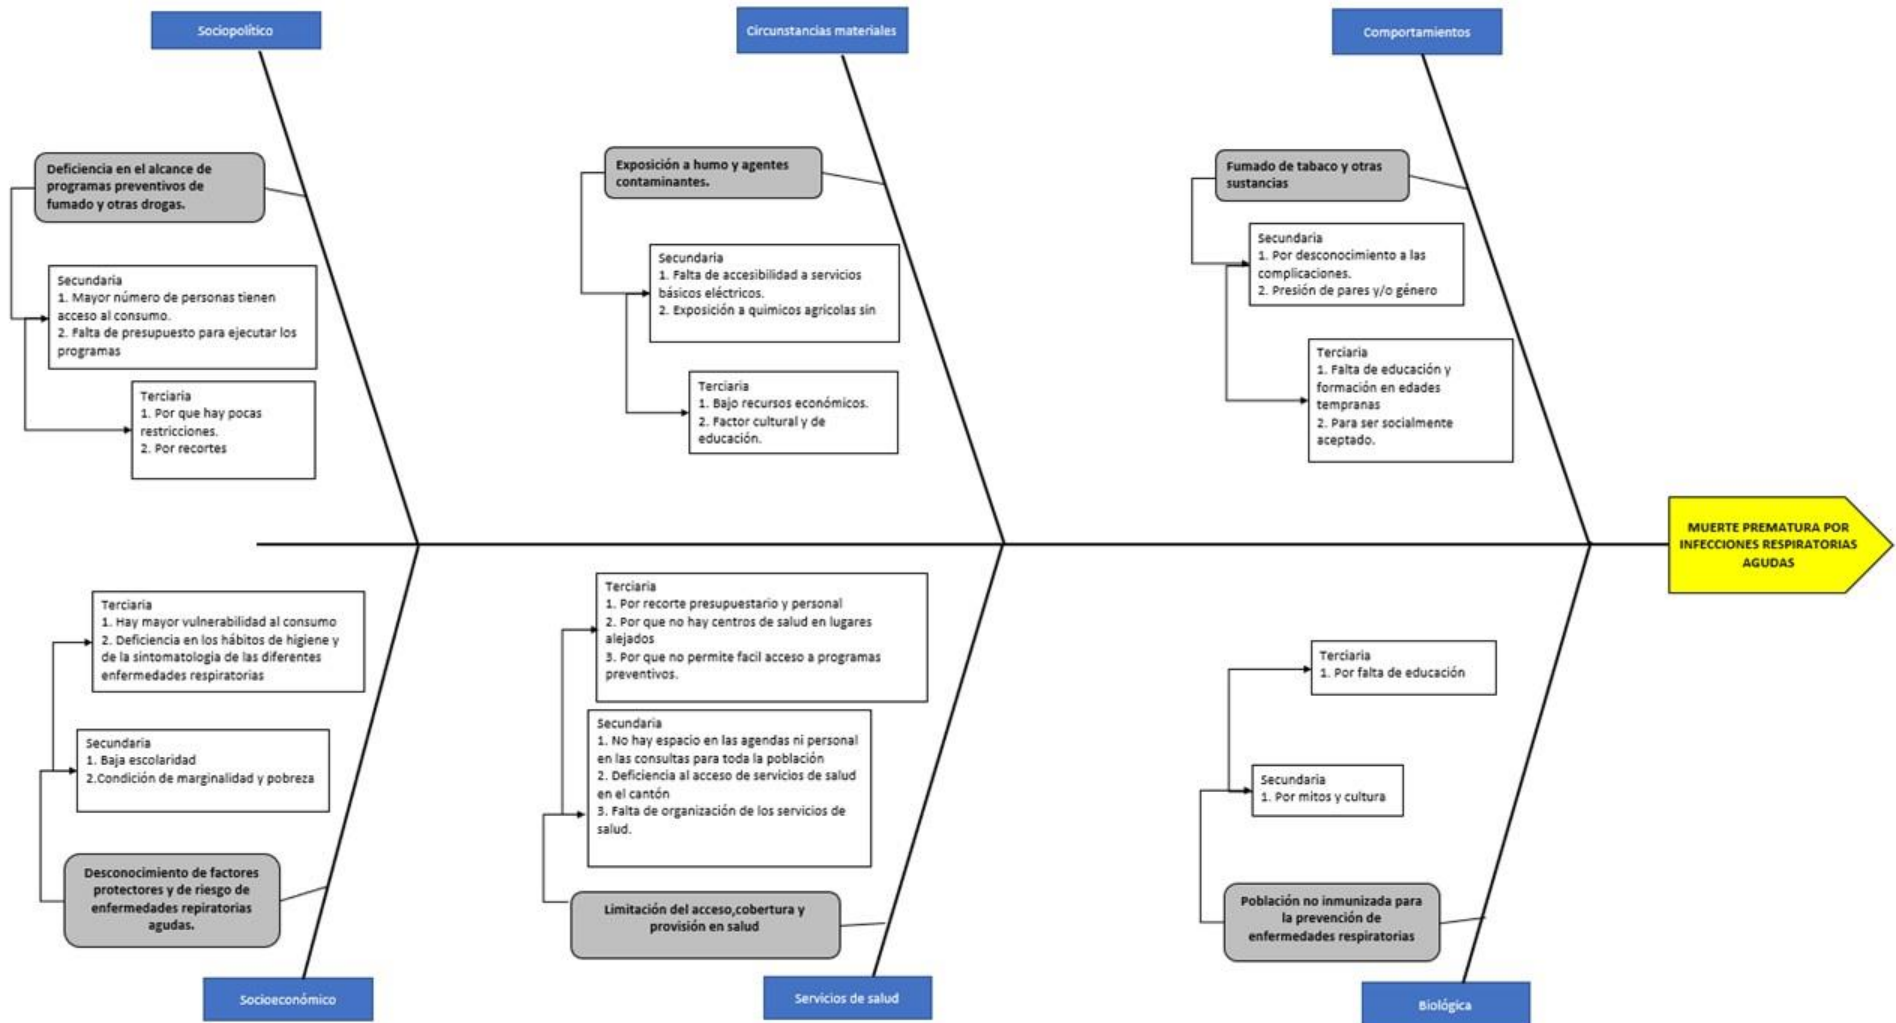 Sociopolítico
Circunstancias materiales
Comportamientos
Deficiencia en el alcance de
programas preventivos de
fumado y otras drogas.
Exposición a humo y agentes
contaminantes.
Fumado de tabaco y otras
sustancias
Secundaria
1. Mayor número de personas tienen
acceso al consumo.
2. Falta de presupuesto para ejecutar los
programas
Secundaria
1. Falta de accesibilidad a servicios
básicos eléctricos.
2. Exposición a quimicos agricolas sin
Secundaria
1. Por desconocimiento a las
complicaciones.
2. Presión de pares y/o género
Terciaria
1. Por que hay pocas
restricciones.
2. Por recortes
Terciaria
1. Bajo recursos económicos.
2. Factor cultural y de
educación.
Terciaria
1. Falta de educación y
formación en edades
tempranas
2. Para ser socialmente
aceptado.
MUERTE PREMATURA POR
INFECCIONES RESPIRATORIAS
AGUDAS
Terciaria
1. Hay mayor vulnerabilidad al consumo
2. Deficiencia en los hábitos de higiene y
de la sintomatologia de las diferentes
enfermedades respiratorias
Terciaria
1. Por recorte presupuestario y personal
2. Por que no hay centros de salud en lugares
alejados
3. Por que no permite facil acceso a programas
preventivos.
Terciaria
1. Por falta de educación
Secundaria
1. Baja escolaridad
2.Condición de marginalidad y pobreza
Secundaria
1. No hay espacio en las agendas ni personal
en las consultas para toda la población
2. Deficiencia al acceso de servicios de salud
en el cantón
3. Falta de organización de los servicios de
salud.
Secundaria
1. Por mitos y cultura
Desconocimiento de factores
protectores y de riesgo de
enfermedades repiratorias
agudas.
Limitación del acceso,cobertura y
provisión en salud
Población no inmunizada para
la prevención de
enfermedades respiratorias
Socioeconómico
Servicios de salud
Biológica